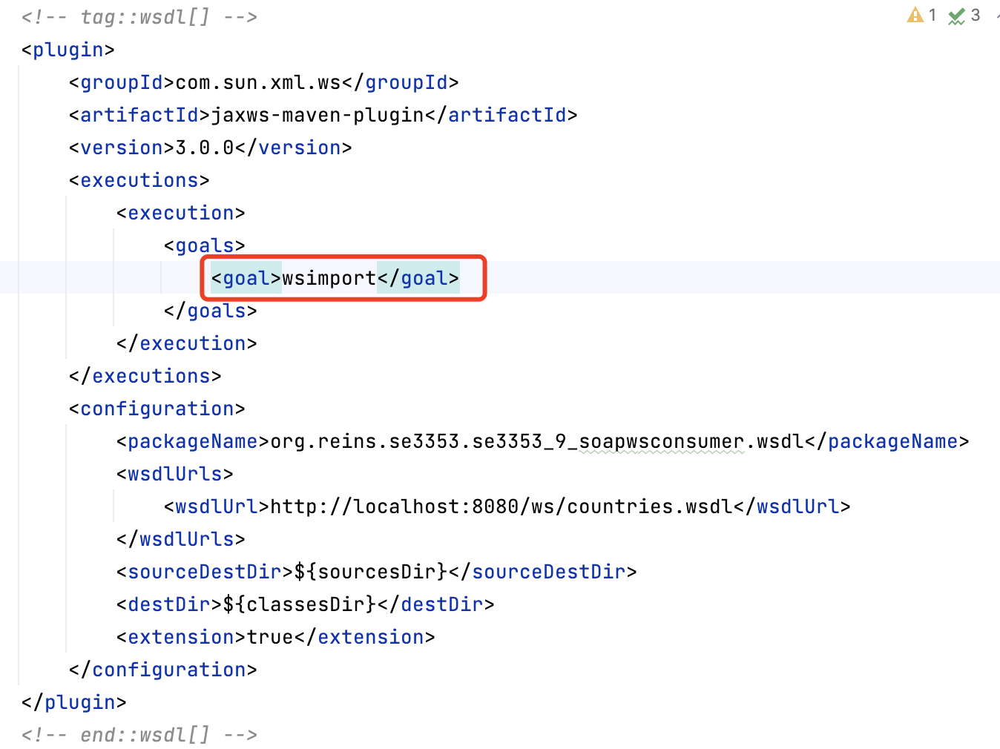 <!-- tag::wsdl[] -->
1 3
<plugin>
<groupId>com.sun.xml.ws</groupId>
<artifactId>jaxws-maven-plugin</artifactId>
<version>3.0.0</version>
<executions>
<execution>
<goals>
<goal>wsimport</goal>
</goals>
</execution>
</executions>
<configuration>
<packageName>org.reins.se3353.se3353_9_soapwsconsumer.wsdl</packageName>
<wsdlUrls>
<wsdlUrl>http://localhost:8080/ws/countries.wsdl</wsdlUrl>
</wsdlUrls>
<sourceDestDir>${sourcesDir}</sourceDestDir>
<destDir>${classesDir}</destDir>
<extension>true</extension>
</configuration>
</plugin>
<!-- end::wsdl[] -->